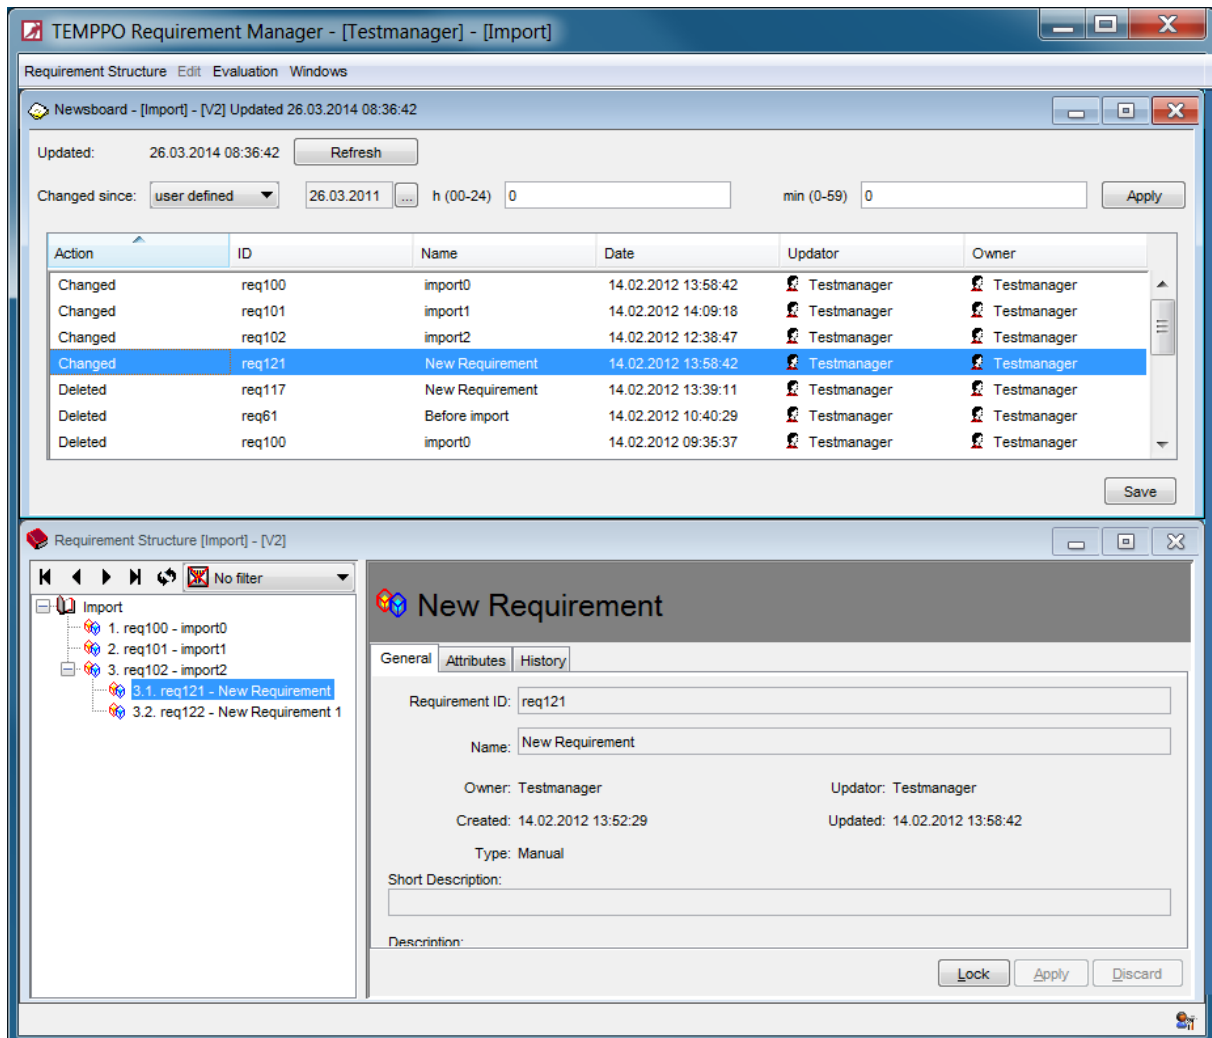 TEMPPO Requirement Manager - [Testmanager] - [Import]
Requirement Structure Edit Evaluation Windows
Newsboard - [Import] - [V2] Updated 26.03.2014 08:36:42
Updated: 26.03.2014 08:36:42 Refresh
Changed since: user defined 26.03.2011 ... h (00-24) 0 min (0-59) 0 Apply
Action ID Name Date Updator Owner
Changed req100 import0 14.02.2012 13:58:42 Testmanager Testmanager
Changed req101 import1 14.02.2012 14:09:18 Testmanager Testmanager
Changed req102 import2 14.02.2012 12:38:47 Testmanager Testmanager
Changed req121 New Requirement 14.02.2012 13:58:42 Testmanager Testmanager
Deleted req117 New Requirement 14.02.2012 13:39:11 Testmanager Testmanager
Deleted req61 Before import 14.02.2012 10:40:29 Testmanager Testmanager
Deleted req100 import0 14.02.2012 09:35:37 Testmanager Testmanager
Save
Requirement Structure [Import] - [V2]
No filter
Import
1. req100 - import0
2. req101 - import1
3. req102 - import2
3.1. req121 - New Requirement
3.2. req122 - New Requirement 1
New Requirement
General Attributes History
Requirement ID: req121
Name: New Requirement
Owner: Testmanager Updator: Testmanager
Created: 14.02.2012 13:52:29 Updated: 14.02.2012 13:58:42
Type: Manual
Short Description:
Description:
Lock Apply Discard